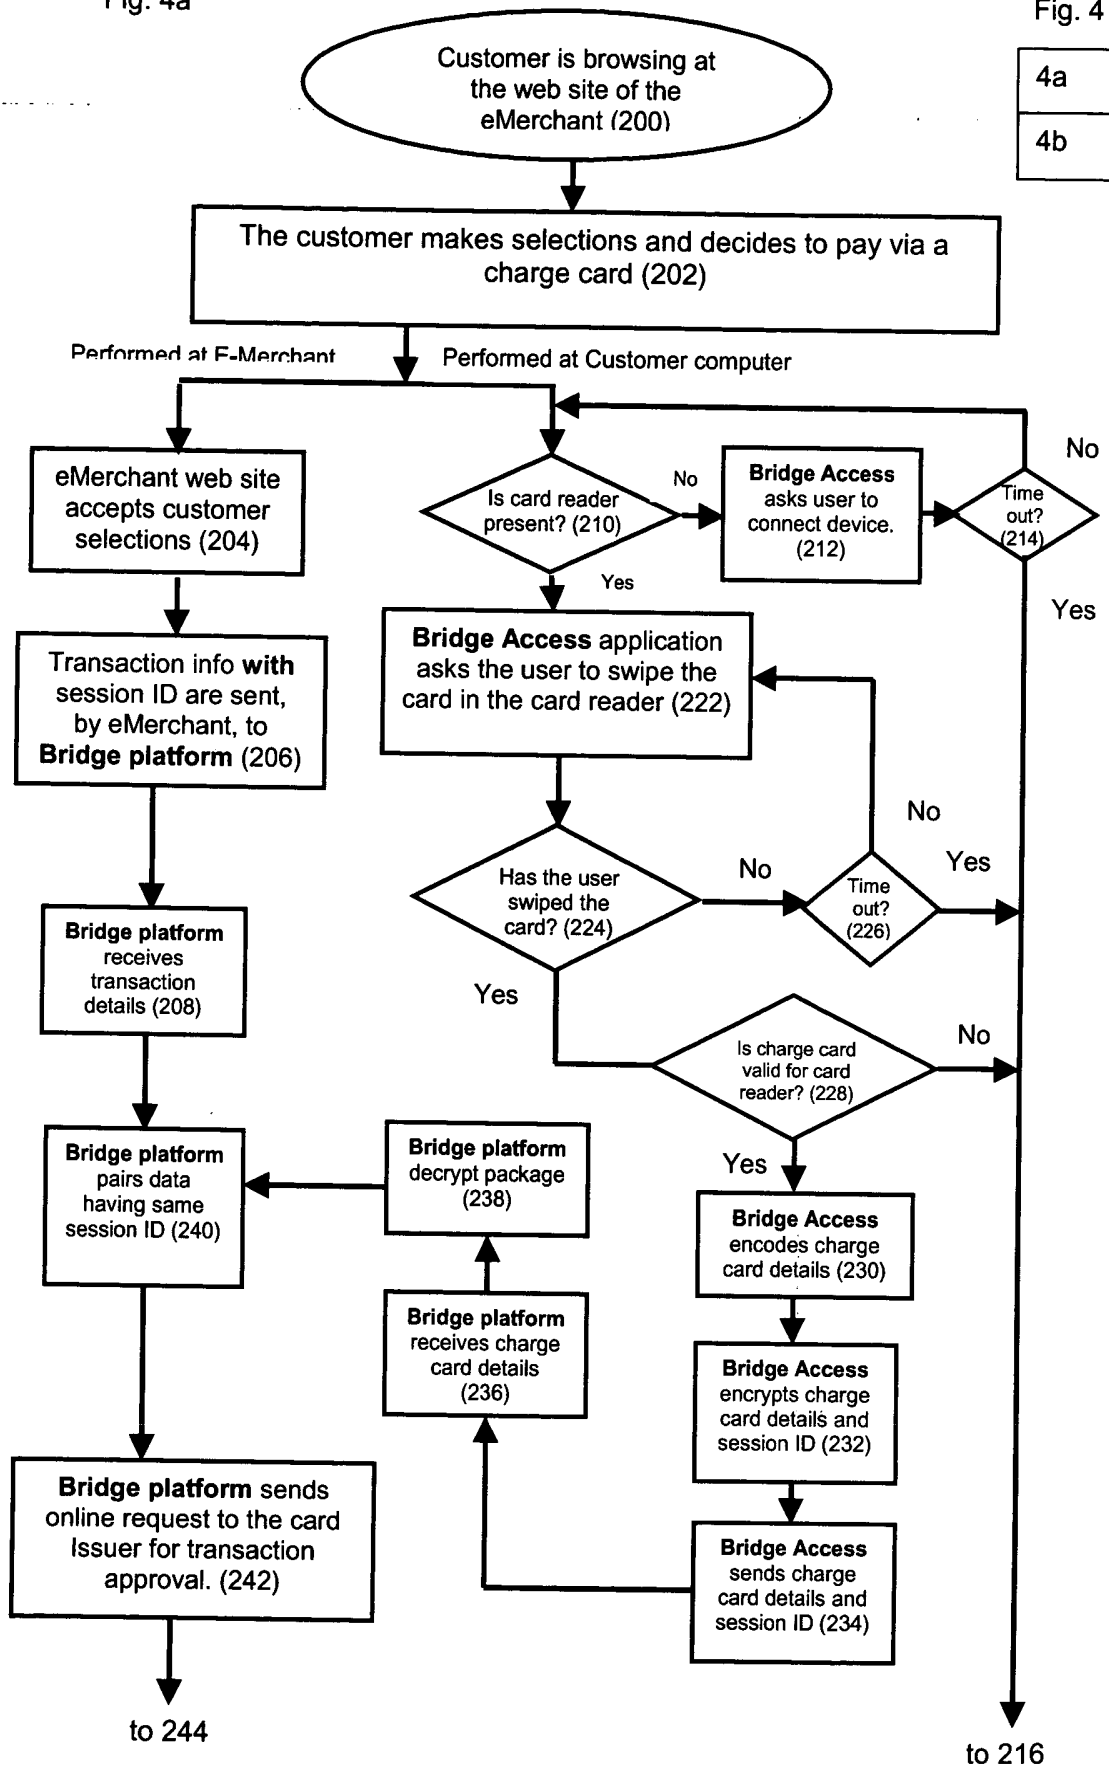 Fig. 4a
Fig. 4
4a
4b
Customer is browsing at
the web site of the
eMerchant (200)
The customer makes selections and decides to pay via a
charge card (202)
Performed at E-Merchant
Performed at Customer computer
eMerchant web site
accepts customer
selections (204)
Is card reader
present? (210)
No
Bridge Access
asks user to
connect device.
(212)
Time
out?
(214)
No
Yes
Yes
Transaction info with
session ID are sent,
by eMerchant, to
Bridge platform (206)
Bridge Access application
asks the user to swipe the
card in the card reader (222)
No
Has the user
swiped the
card? (224)
No
Time
out?
(226)
Yes
Bridge platform
receives
transaction
details (208)
Yes
Is charge card
valid for card
reader? (228)
No
Yes
Bridge platform
pairs data
having same
session ID (240)
Bridge platform
decrypt package
(238)
Bridge Access
encodes charge
card details (230)
Bridge platform
receives charge
card details
(236)
Bridge Access
encrypts charge
card details and
session ID (232)
Bridge platform sends
online request to the card
Issuer for transaction
approval. (242)
Bridge Access
sends charge
card details and
session ID (234)
to 244
to 216